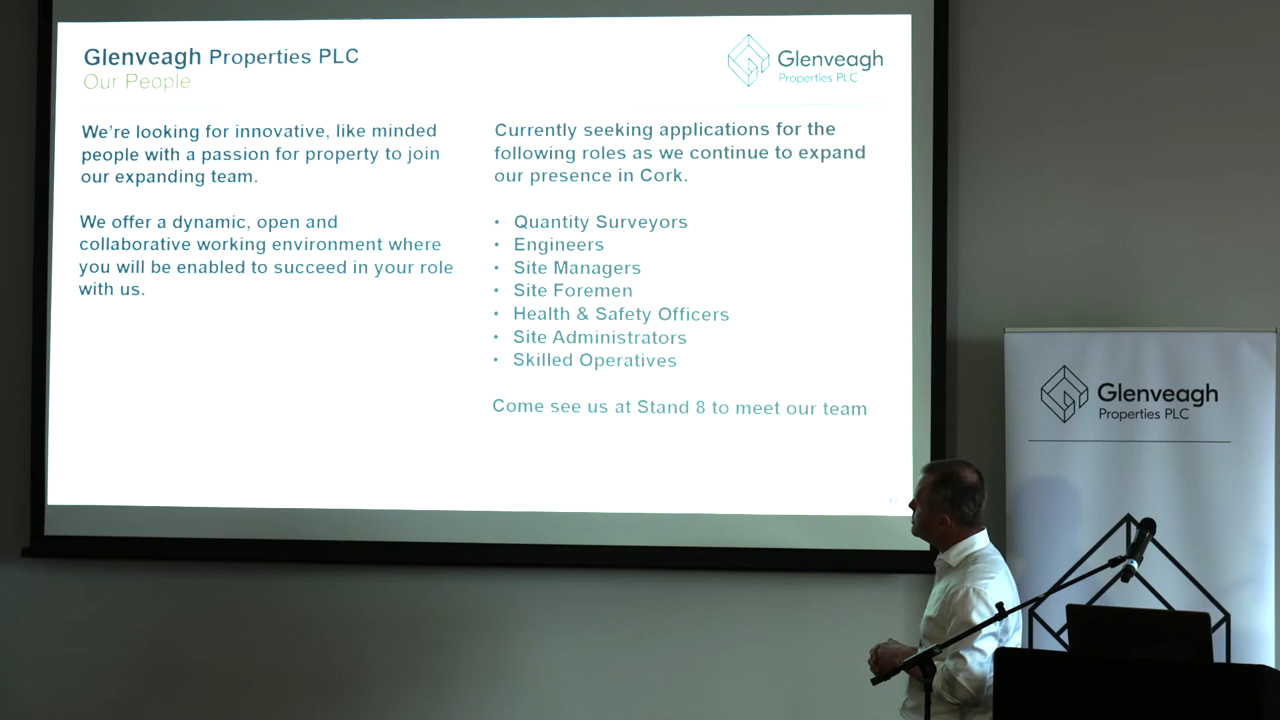 Glenveagh Properties PLC
Our People
Glenveagh
Properties PLC
We're looking for innovative, like minded
people with a passion for property to join
our expanding team.
We offer a dynamic, open and
collaborative working environment where
you will be enabled to succeed in your role
with us.
Currently seeking applications for the
following roles as we continue to expand
our presence in Cork.
• Quantity Surveyors
• Engineers
• Site Managers
• Site Foremen
• Health & Safety Officers
• Site Administrators
• Skilled Operatives
Come see us at Stand 8 to meet our team
Glenveagh
Properties PLC